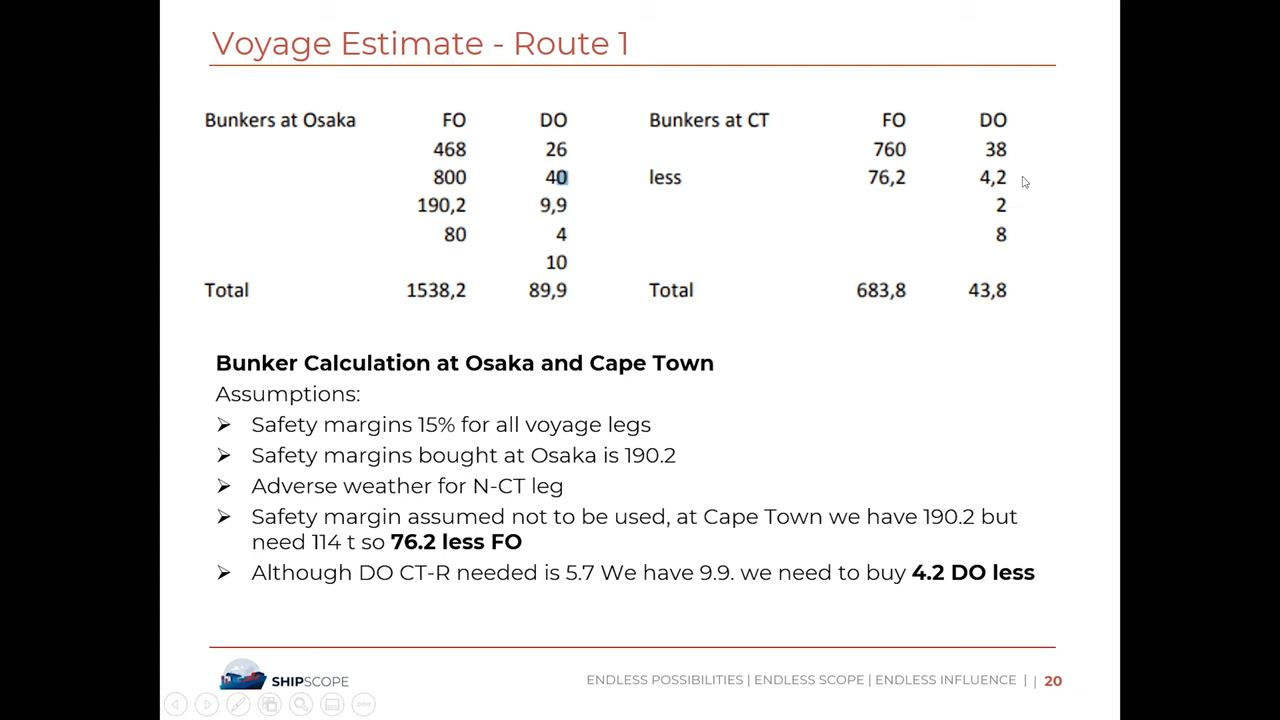 Voyage Estimate - Route 1
Bunkers at Osaka FO DO Bunkers at CT FO DO
468 26 760 38
800 40 less 76,2 4,2
190,2 9,9 2
80 4 8
10
Total 1538,2 89,9 Total 683,8 43,8
Bunker Calculation at Osaka and Cape Town
Assumptions:
➢ Safety margins 15% for all voyage legs
➢ Safety margins bought at Osaka is 190.2
➢ Adverse weather for N-CT leg
➢ Safety margin assumed not to be used, at Cape Town we have 190.2 but
need 114 t so 76.2 less FO
➢ Although DO CT-R needed is 5.7 We have 9.9. we need to buy 4.2 DO less
SHIPSCOPE
ENDLESS POSSIBILITIES | ENDLESS SCOPE | ENDLESS INFLUENCE | | 20